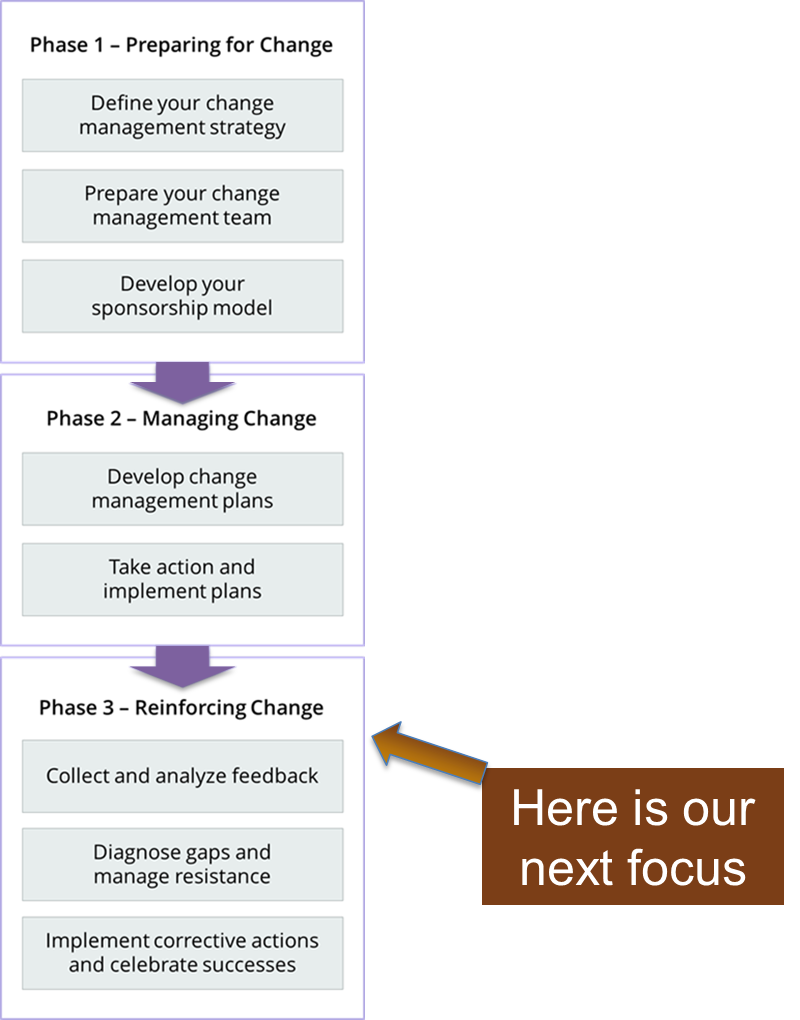 Phase 1 – Preparing for Change
Define your change
management strategy
Prepare your change
management team
Develop your
sponsorship model
Phase 2 – Managing Change
Develop change
management plans
Take action and
implement plans
Phase 3 – Reinforcing Change
Collect and analyze feedback
Diagnose gaps and
manage resistance
Implement corrective actions
and celebrate successes
Here is our
next focus